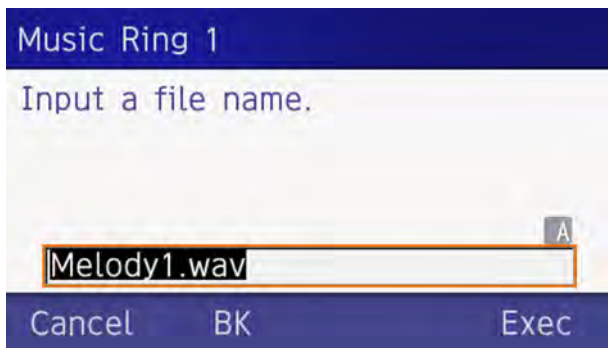 Music Ring 1
Input a file name.
A
Melody1.wav
Cancel BK Exec